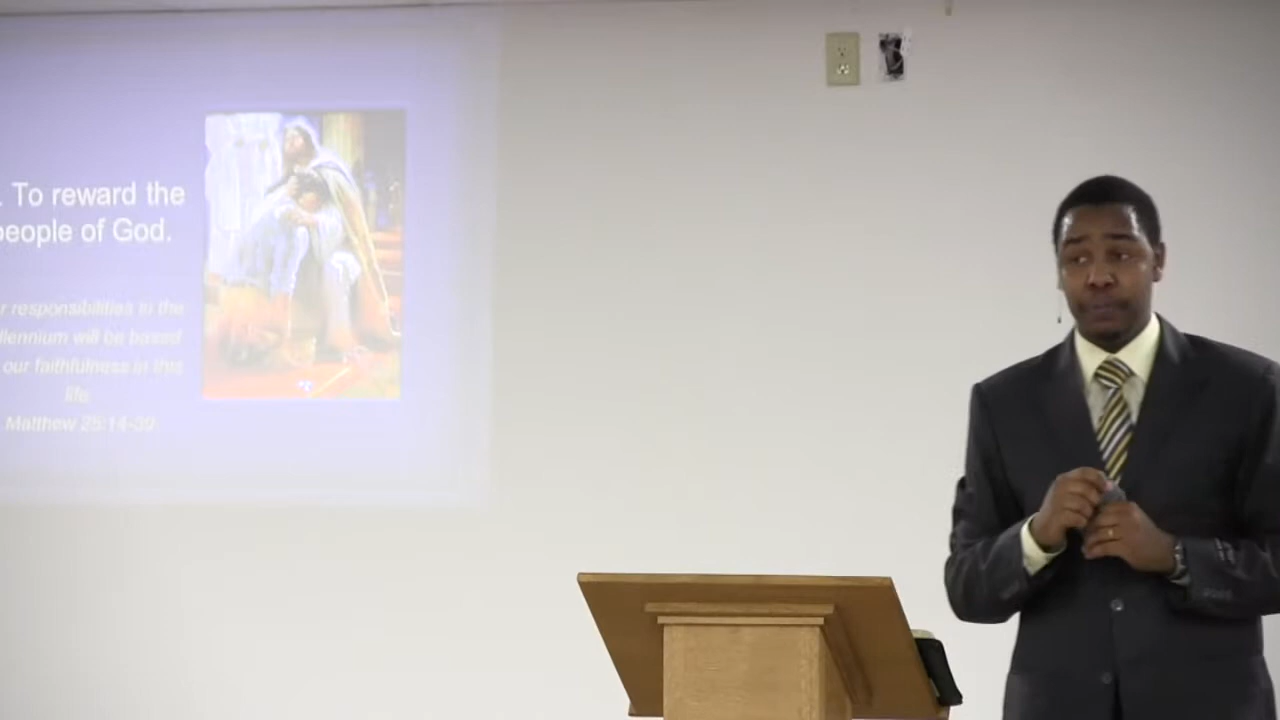 . To reward the
people of God.
r responsibilities in the
llennium will be based
our faithfulness in this
life.
Matthew 25:14-30